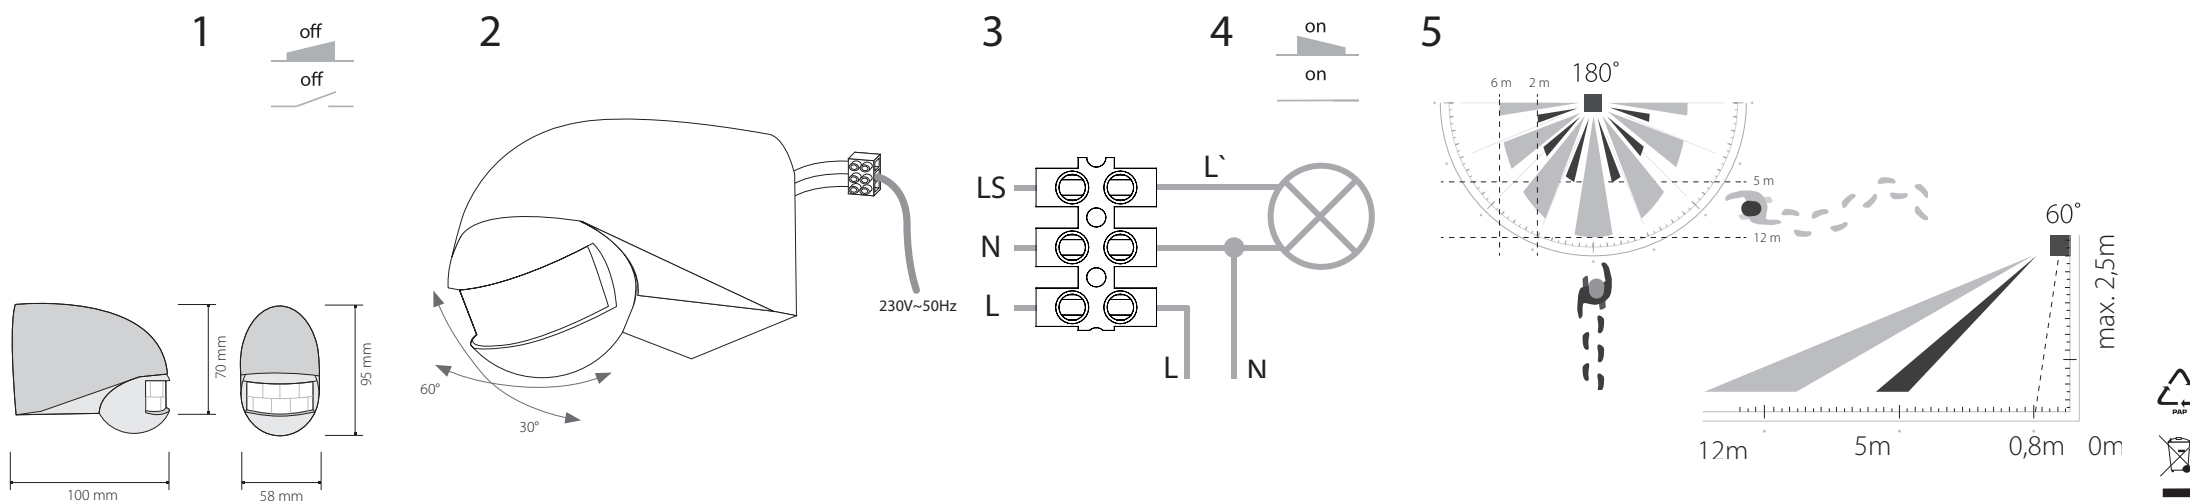 1
off
off
70 mm
95 mm
100 mm
58 mm
2
230V~50Hz
60°
30°
3
LS
N
L
L`
L
N
4
on
on
5
180˚
6 m
2 m
5 m
12 m
60˚
max. 2,5m
12m
5m
0,8m
0m
PAP